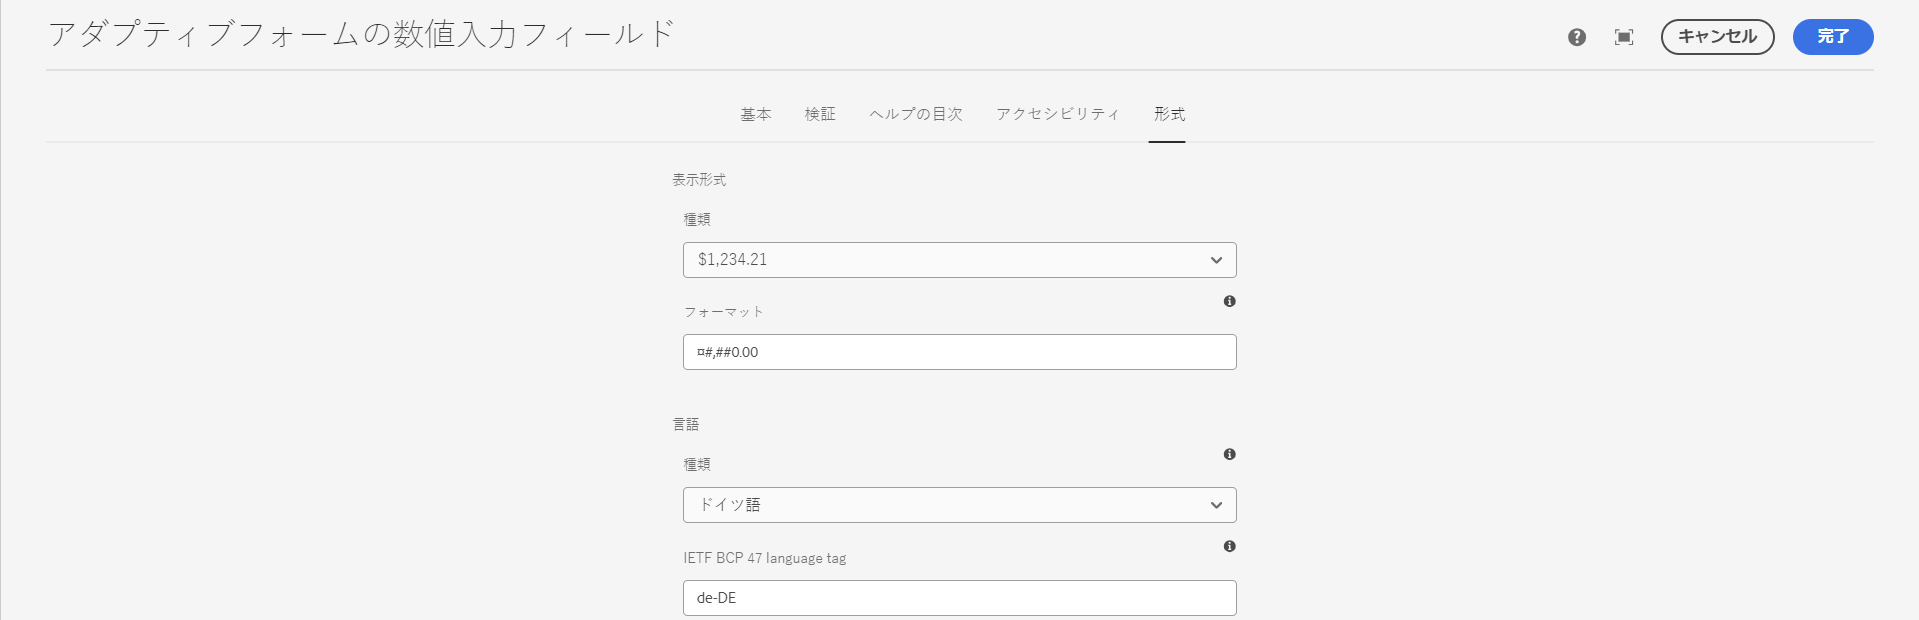 アダプティブフォームの数値入力フィールド
キャンセル
完了
基本
検証
ヘルプの目次
アクセシビリティ
形式
表示形式
種類
$1,234.21
フォーマット
¤#,##0.00
言語
種類
ドイツ語
IETF BCP 47 language tag
de-DE